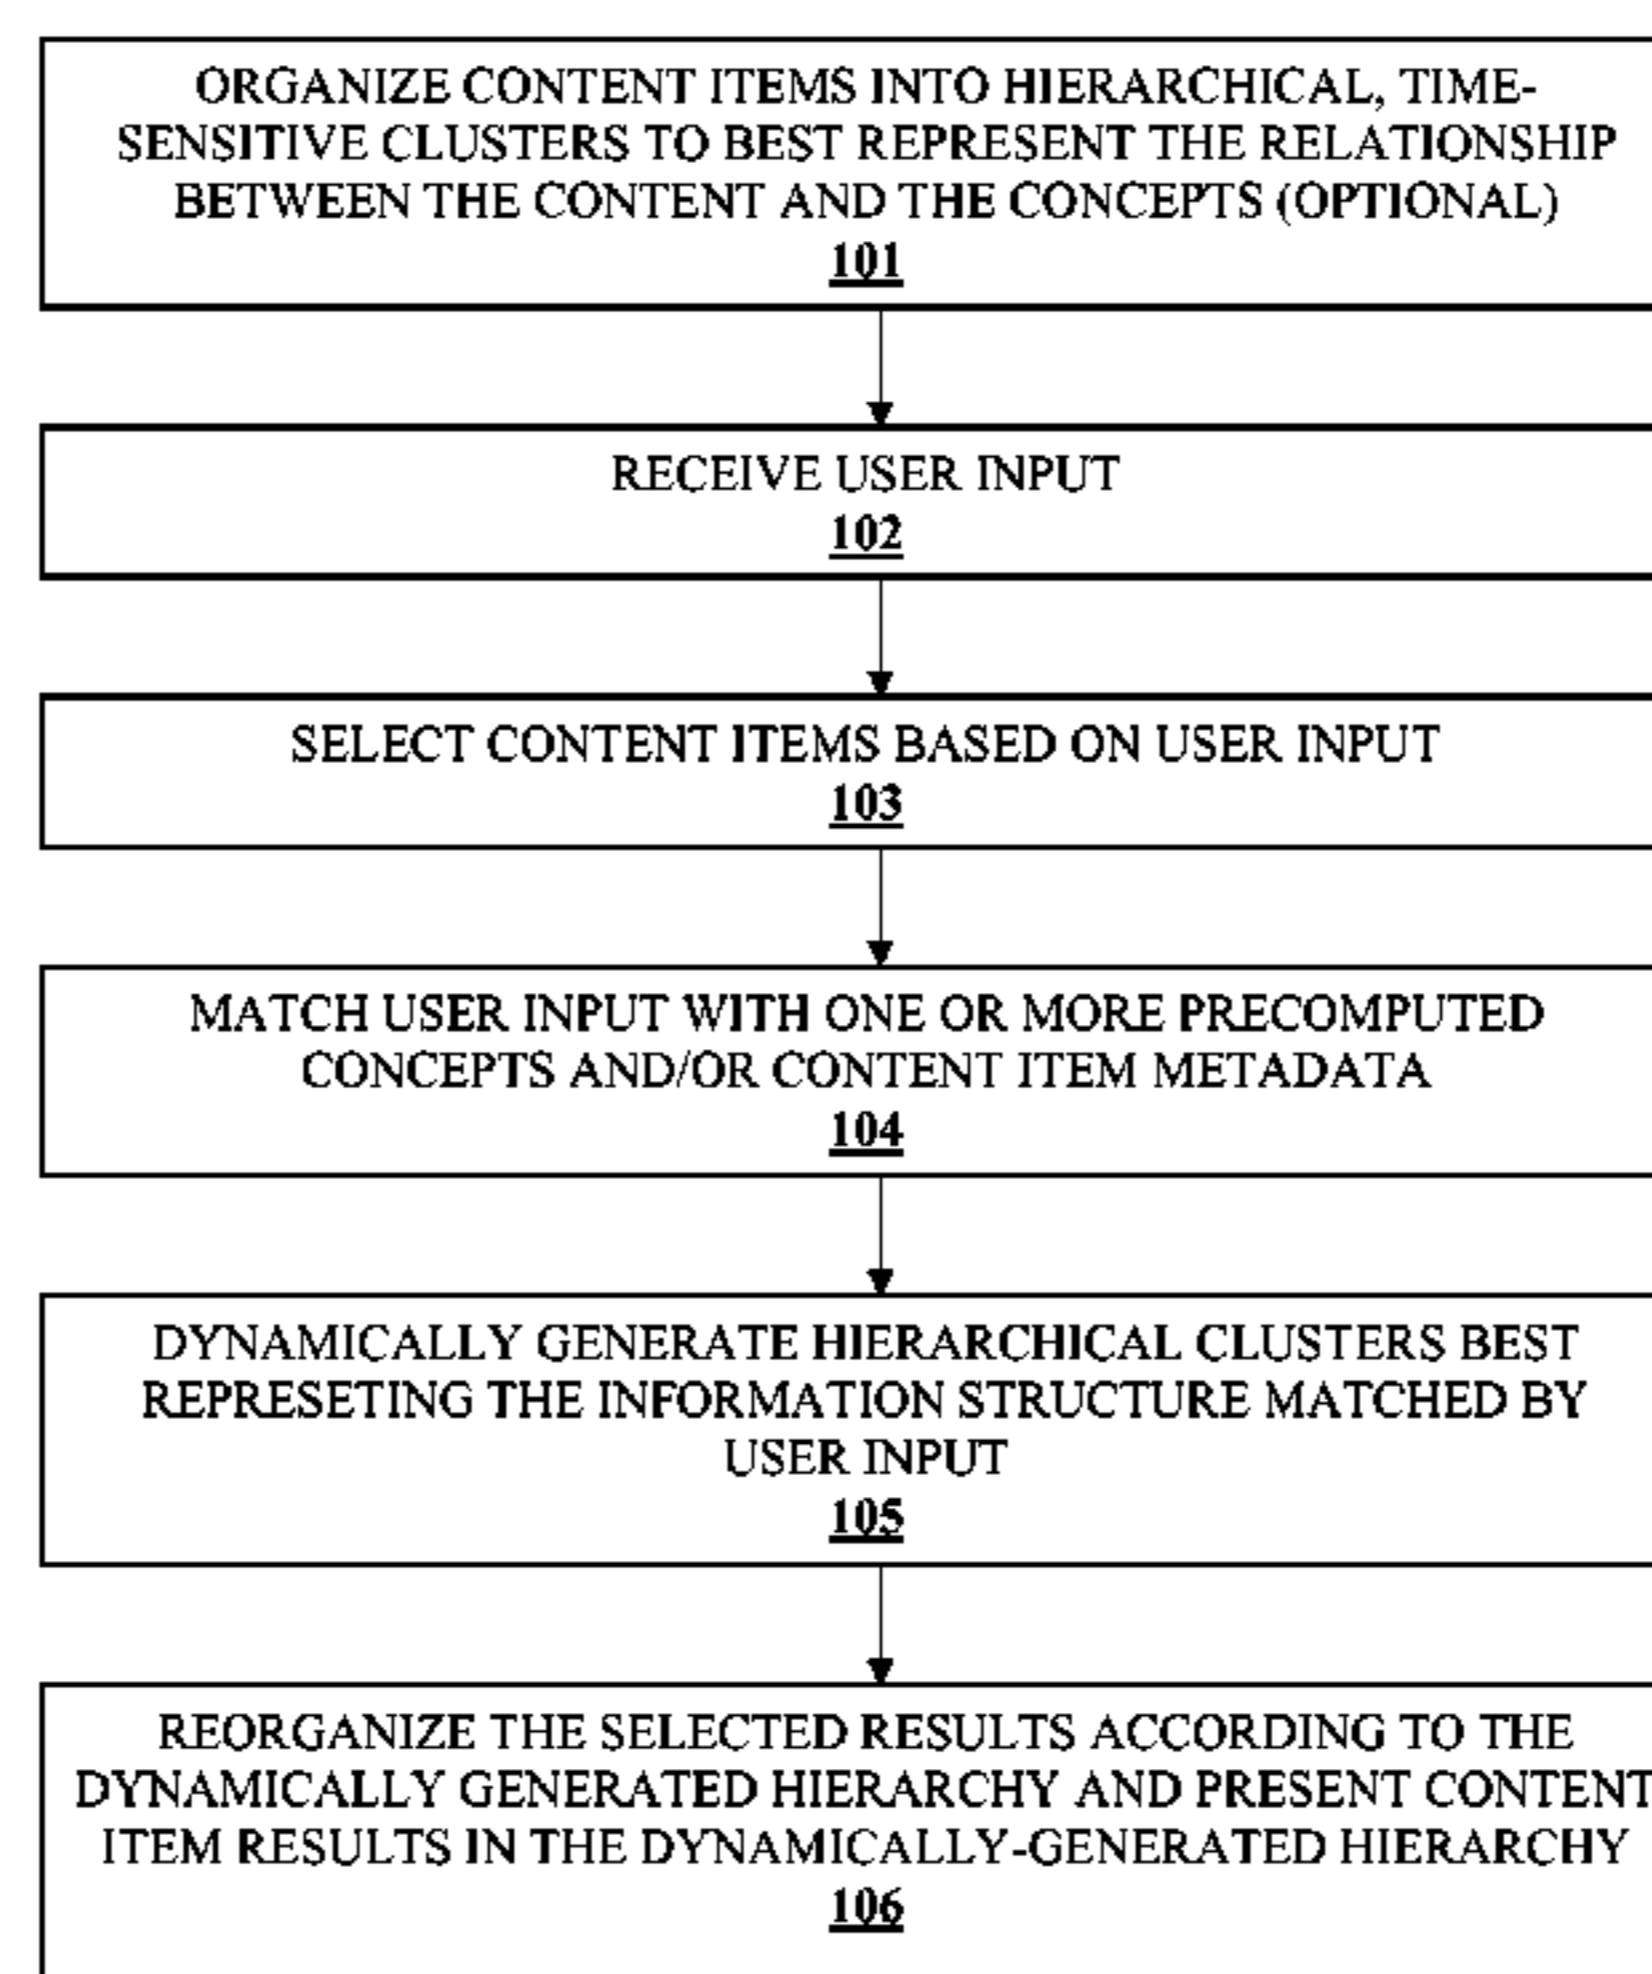 ORGANIZE CONTENT ITEMS INTO HIERARCHICAL, TIME-
SENSITIVE CLUSTERS TO BEST REPRESENT THE RELATIONSHIP
BETWEEN THE CONTENT AND THE CONCEPTS (OPTIONAL)
101
RECEIVE USER INPUT
102
SELECT CONTENT ITEMS BASED ON USER INPUT
103
MATCH USER INPUT WITH ONE OR MORE PRECOMPUTED
CONCEPTS AND/OR CONTENT ITEM METADATA
104
DYNAMICALLY GENERATE HIERARCHICAL CLUSTERS BEST
REPRESETING THE INFORMATION STRUCTURE MATCHED BY
USER INPUT
105
REORGANIZE THE SELECTED RESULTS ACCORDING TO THE
DYNAMICALLY GENERATED HIERARCHY AND PRESENT CONTENT
ITEM RESULTS IN THE DYNAMICALLY-GENERATED HIERARCHY
106